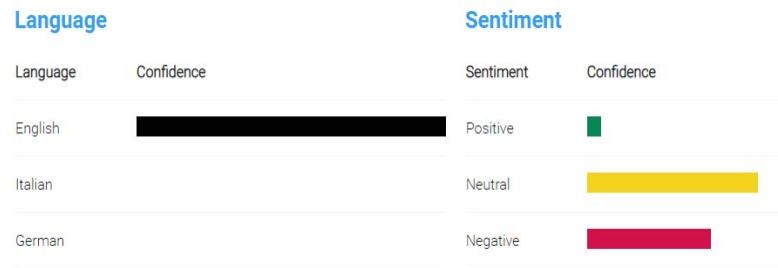 Language
Language Confidence
English
Italian
German
Sentiment
Sentiment Confidence
Positive
Neutral
Negative